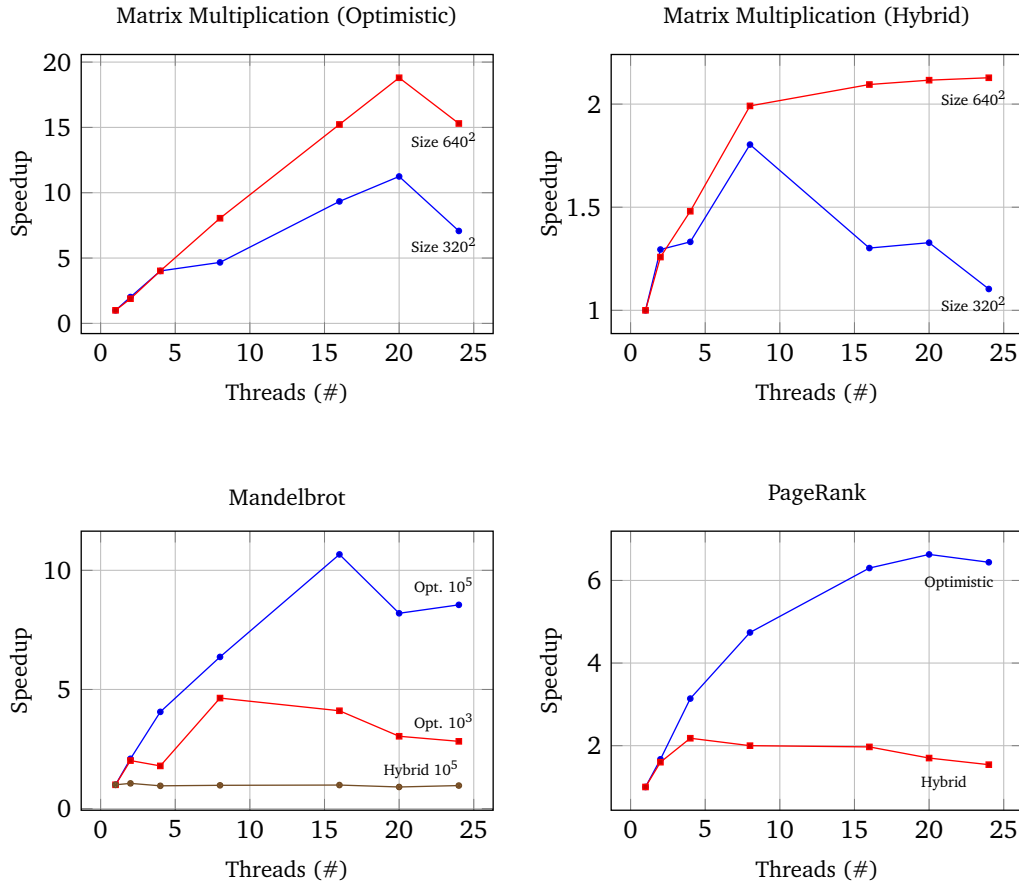 Matrix Multiplication (Optimistic)
20
15
10
5
0
Speedup
Size 640²
Size 320²
0 5 10 15 20 25
Threads (#)
Matrix Multiplication (Hybrid)
2
1.5
1
Speedup
Size 640²
Size 320²
0 5 10 15 20 25
Threads (#)
Mandelbrot
10
5
0
Speedup
Opt. 10⁵
Opt. 10³
Hybrid 10⁵
0 5 10 15 20 25
Threads (#)
PageRank
6
4
2
Speedup
Optimistic
Hybrid
0 5 10 15 20 25
Threads (#)